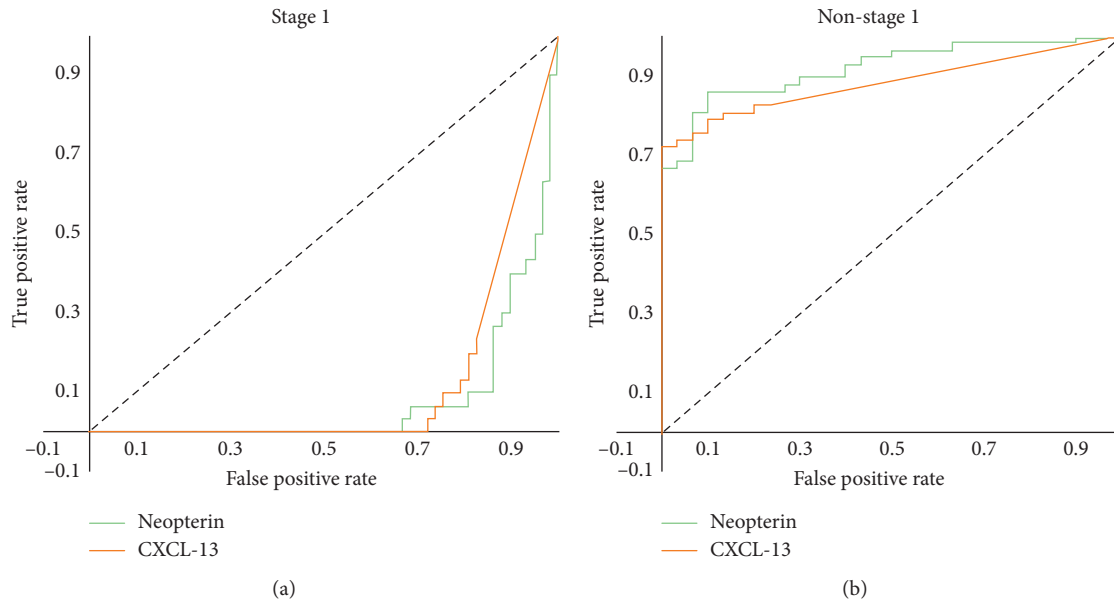 Stage 1
True positive rate
0.9
0.7
0.5
0.3
0.1
−0.1
−0.1 0.1 0.3 0.5 0.7 0.9
False positive rate
Neopterin
CXCL-13
(a)
Non-stage 1
True positive rate
0.9
0.7
0.5
0.3
0.1
−0.1
−0.1 0.1 0.3 0.5 0.7 0.9
False positive rate
Neopterin
CXCL-13
(b)